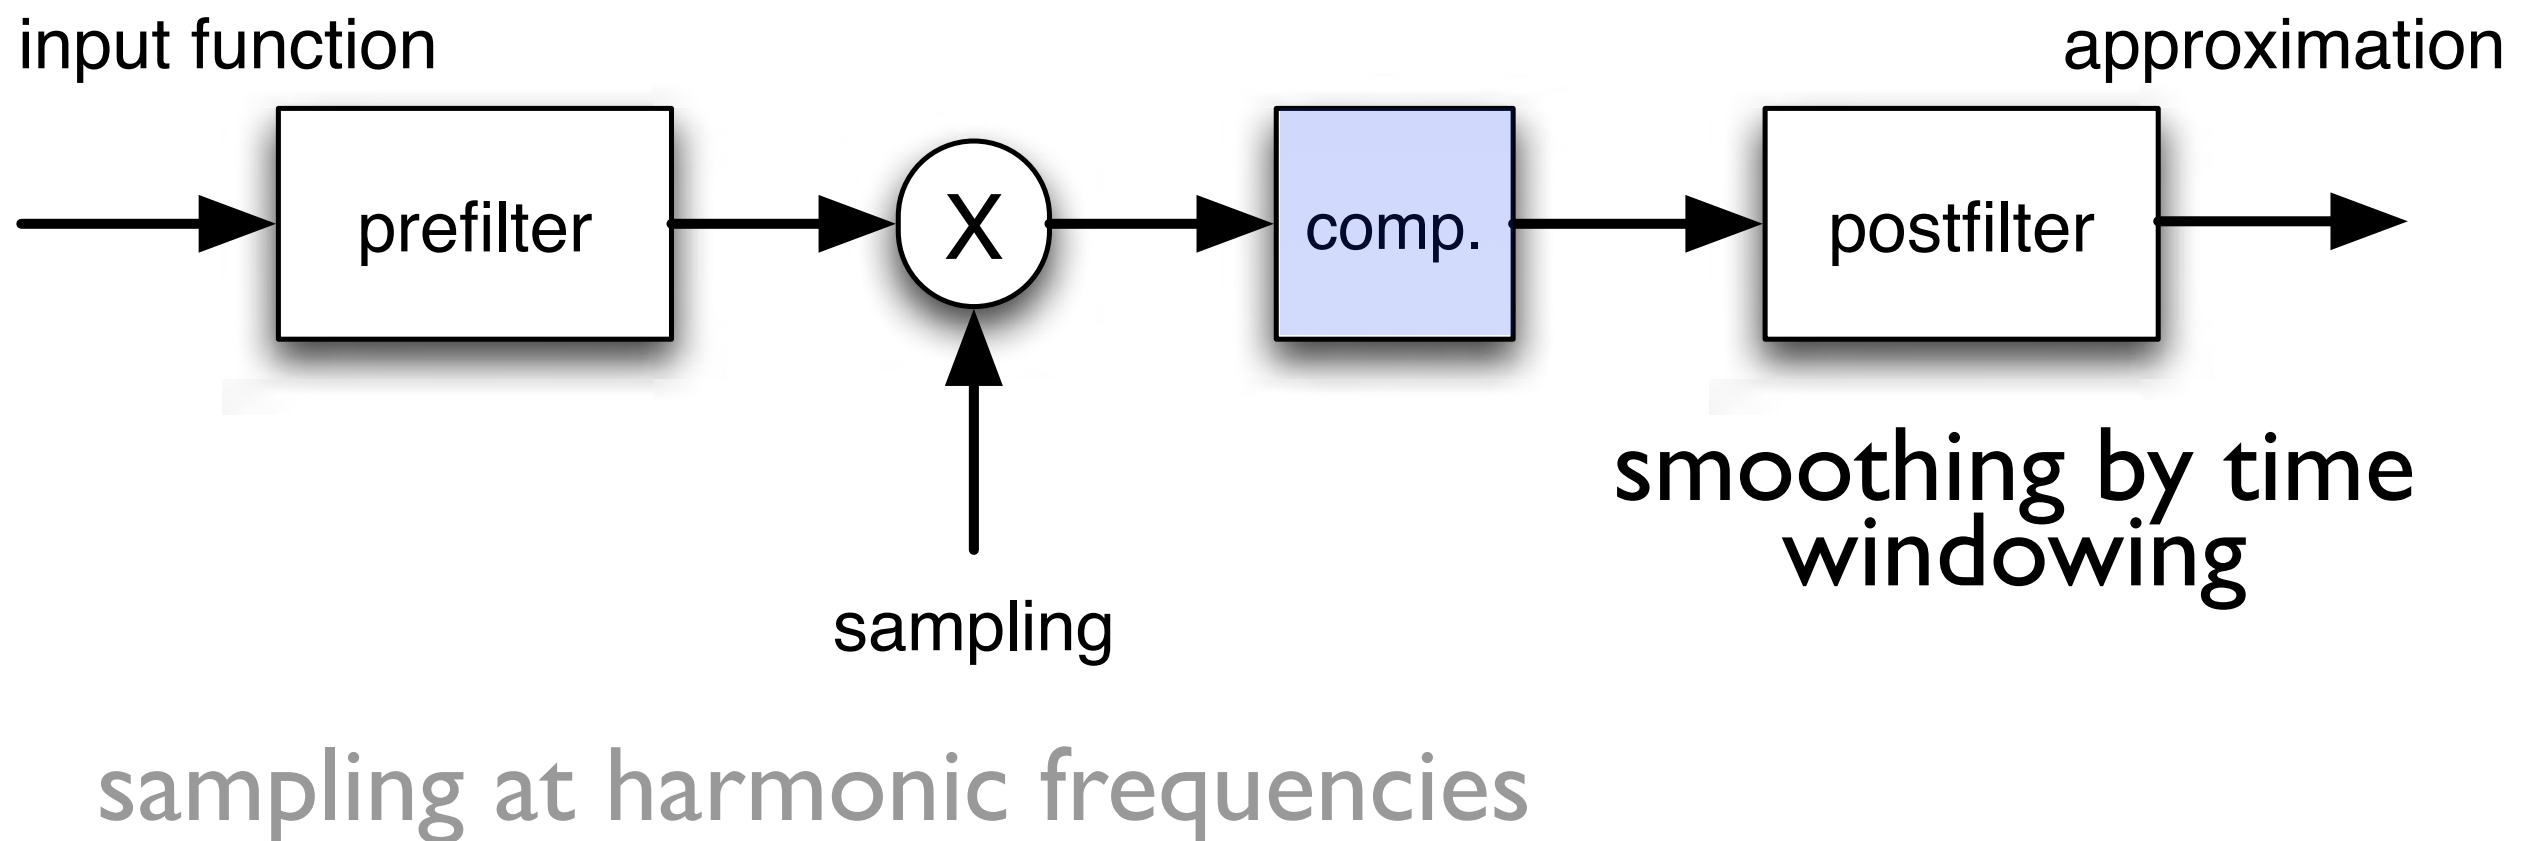 input function
approximation
prefilter
X
comp.
postfilter
smoothing by time
windowing
sampling
sampling at harmonic frequencies